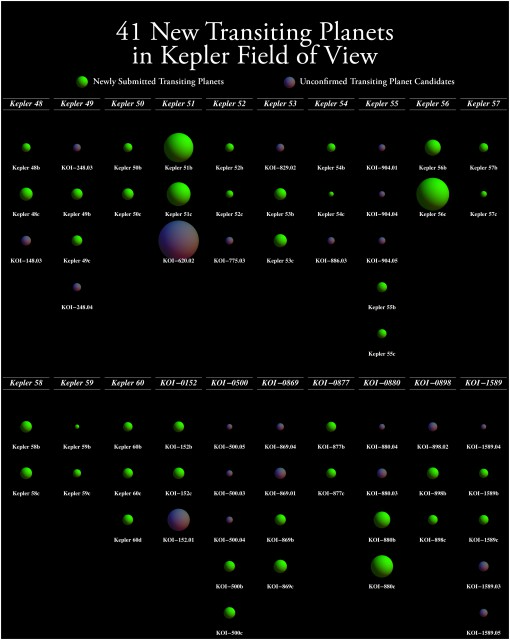 41 New Transiting Planets
in Kepler Field of View
Newly Submitted Transiting Planets Unconfirmed Transiting Planet Candidates
Kepler 48 Kepler 49 Kepler 50 Kepler 51 Kepler 52 Kepler 53 Kepler 54 Kepler 55 Kepler 56 Kepler 57
Kepler 48b KOI-248.03 Kepler 50b Kepler 51b Kepler 52b KOI-829.02 Kepler 54b KOI-904.01 Kepler 56b Kepler 57b
Kepler 48c Kepler 49b Kepler 50c Kepler 51c Kepler 52c Kepler 53b Kepler 54c KOI-904.04 Kepler 56c Kepler 57c
KOI-148.03 Kepler 49c KOI-620.02 KOI-775.03 Kepler 53c KOI-886.03 KOI-904.05
KOI-248.04 Kepler 55b
Kepler 55c
Kepler 58 Kepler 59 Kepler 60 KOI-0152 KOI-0500 KOI-0869 KOI-0877 KOI-0880 KOI-0898 KOI-1589
Kepler 58b Kepler 59b Kepler 60b KOI-152b KOI-500.05 KOI-869.04 KOI-877b KOI-880.04 KOI-898.02 KOI-1589.04
Kepler 58c Kepler 59c Kepler 60c KOI-152c KOI-500.03 KOI-869.01 KOI-877c KOI-880.03 KOI-898b KOI-1589b
Kepler 60d KOI-152.01 KOI-500.04 KOI-869b KOI-880b KOI-898c KOI-1589c
KOI-500b KOI-869c KOI-880c KOI-1589.03
KOI-500c KOI-1589.05